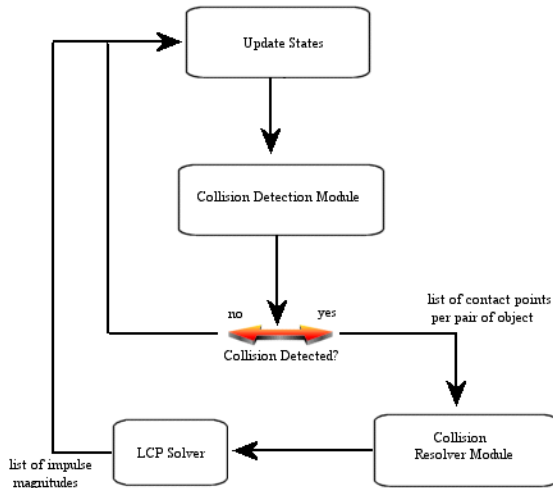 Update States
Collision Detection Module
no
yes
Collision Detected?
list of contact points
per pair of object
Collision
Resolver Module
LCP Solver
list of impulse
magnitudes